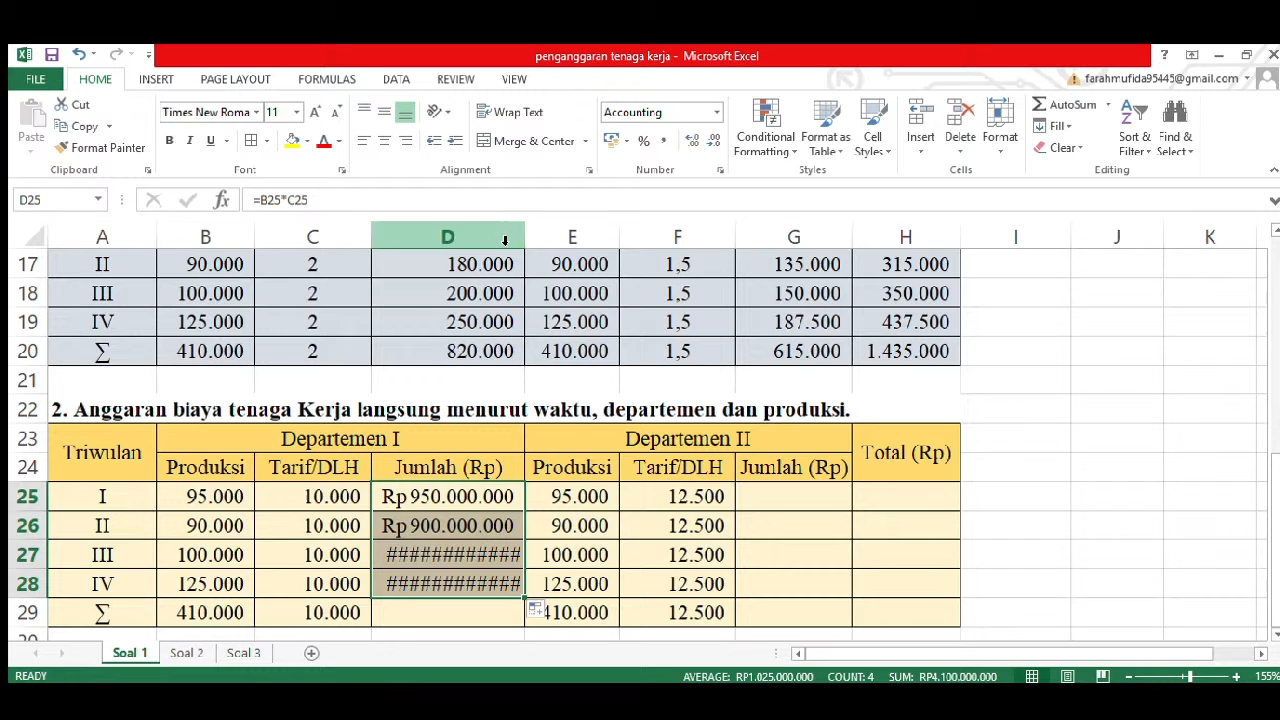 penganggaran tenaga kerja - Microsoft Excel
FILE HOME INSERT PAGE LAYOUT FORMULAS DATA REVIEW VIEW farahmufida95445@gmail.com
Paste Cut Copy Format Painter
Times New Roma 11
B I U A
Wrap Text
Merge & Center
Accounting
% ,
Conditional Formatting Format as Table Cell Styles
Insert Delete Format
AutoSum Fill Clear
Sort & Filter Find & Select
Clipboard Font Alignment Number Styles Cells Editing
D25 fx =B25*C25
A B C D E F G H I J K
17 II 90.000 2 180.000 90.000 1,5 135.000 315.000
18 III 100.000 2 200.000 100.000 1,5 150.000 350.000
19 IV 125.000 2 250.000 125.000 1,5 187.500 437.500
20 ∑ 410.000 2 820.000 410.000 1,5 615.000 1.435.000
21
22 2. Anggaran biaya tenaga Kerja langsung menurut waktu, departemen dan produksi.
23 Triwulan Departemen I Departemen II Total (Rp)
24 Produksi Tarif/DLH Jumlah (Rp) Produksi Tarif/DLH Jumlah (Rp)
25 I 95.000 10.000 Rp 950.000.000 95.000 12.500
26 II 90.000 10.000 Rp 900.000.000 90.000 12.500
27 III 100.000 10.000 ############ 100.000 12.500
28 IV 125.000 10.000 ############ 125.000 12.500
29 ∑ 410.000 10.000 410.000 12.500
Soal 1 Soal 2 Soal 3
READY AVERAGE: RP1.025.000.000 COUNT: 4 SUM: RP4.100.000.000 155%